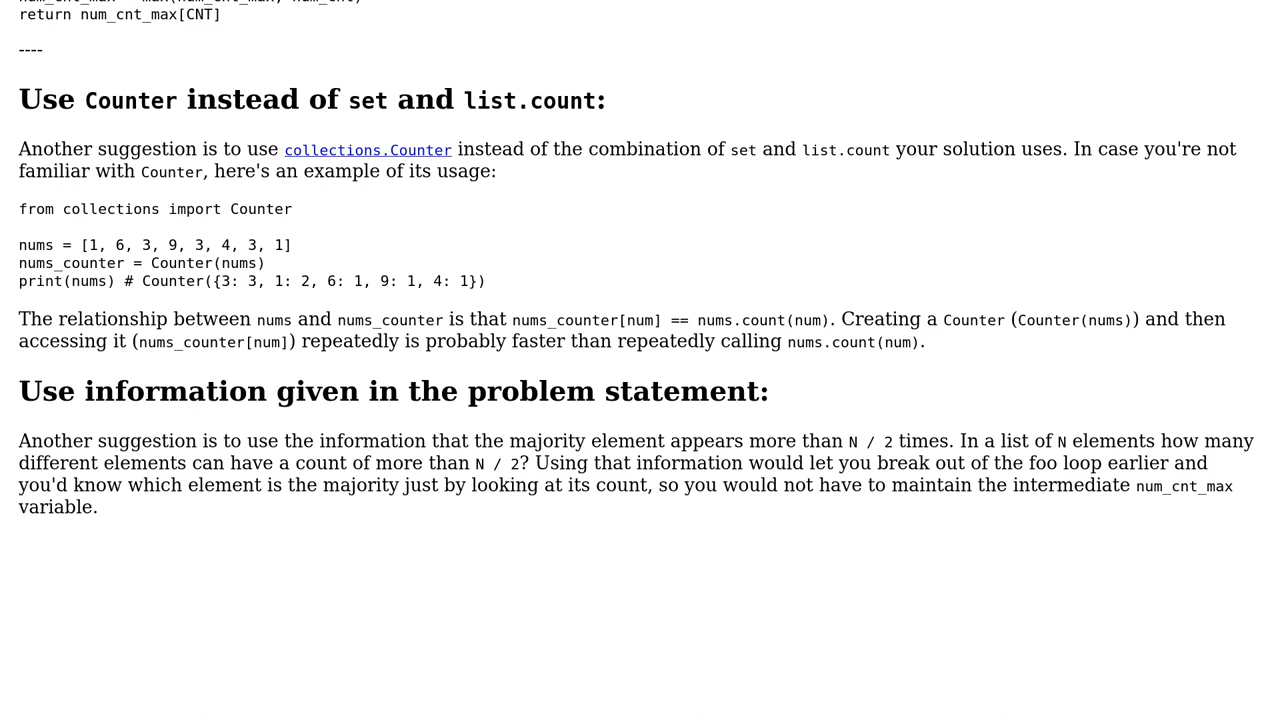 num_cnt_max = max(num_cnt_max, num_cnt)
return num_cnt_max[CNT]
----
Use Counter instead of set and list.count:
Another suggestion is to use collections.Counter instead of the combination of set and list.count your solution uses. In case you're not
familiar with Counter, here's an example of its usage:
from collections import Counter
nums = [1, 6, 3, 9, 3, 4, 3, 1]
nums_counter = Counter(nums)
print(nums) # Counter({3: 3, 1: 2, 6: 1, 9: 1, 4: 1})
The relationship between nums and nums_counter is that nums_counter[num] == nums.count(num). Creating a Counter (Counter(nums)) and then
accessing it (nums_counter[num]) repeatedly is probably faster than repeatedly calling nums.count(num).
Use information given in the problem statement:
Another suggestion is to use the information that the majority element appears more than N / 2 times. In a list of N elements how many
different elements can have a count of more than N / 2? Using that information would let you break out of the foo loop earlier and
you'd know which element is the majority just by looking at its count, so you would not have to maintain the intermediate num_cnt_max
variable.